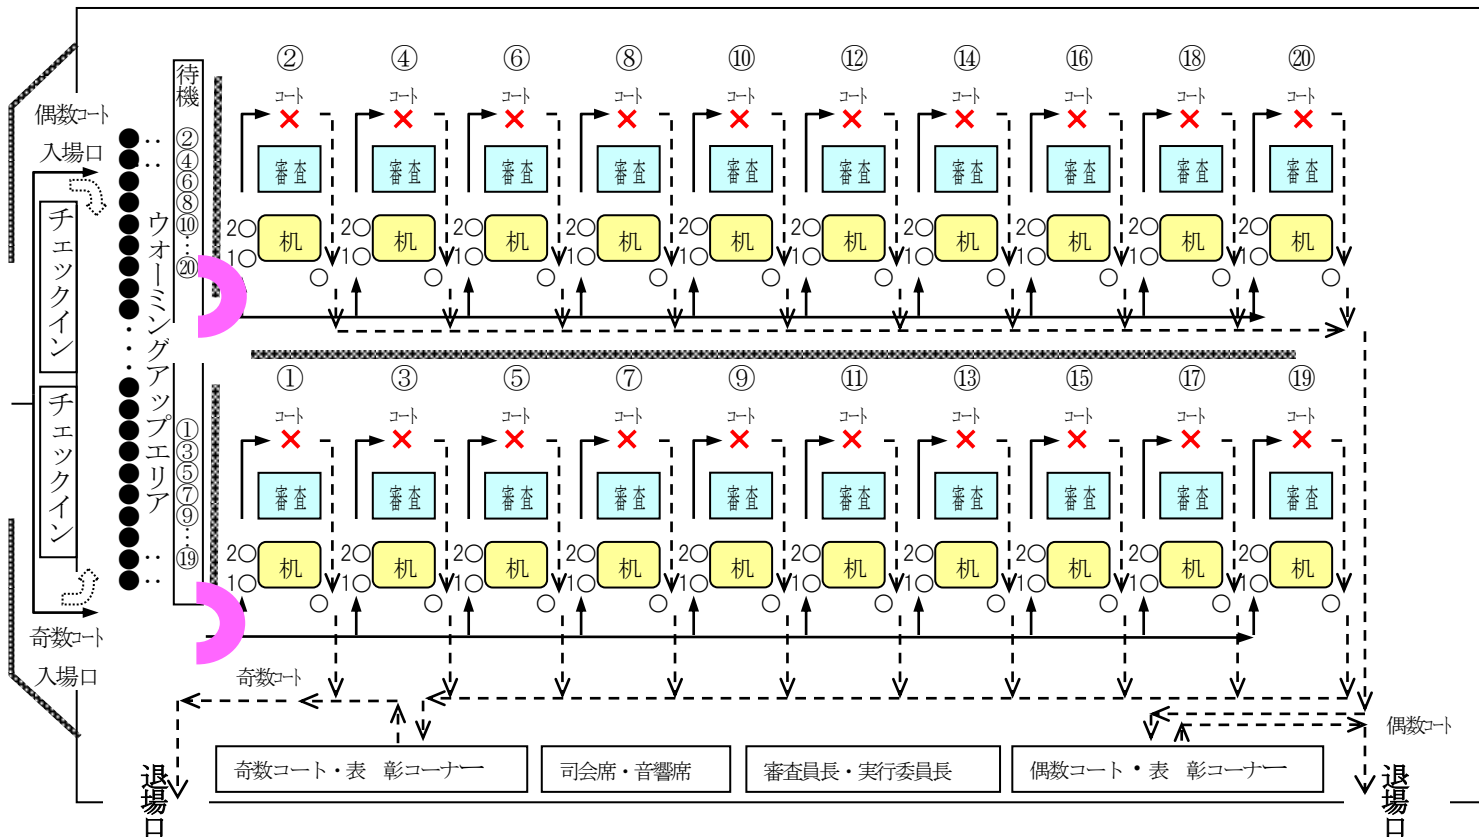 ② ④ ⑥ ⑧ ⑩ ⑫ ⑭ ⑯ ⑱ ⑳
コート コート コート コート コート コート コート コート コート コート
審査 審査 審査 審査 審査 審査 審査 審査 審査 審査
2○ 机 2○ 机 2○ 机 2○ 机 2○ 机 2○ 机 2○ 机 2○ 机 2○ 机 2○ 机
1○ 1○ 1○ 1○ 1○ 1○ 1○ 1○ 1○ 1○
偶数コート
入場口
チェックイン
チェックイン
奇数コート
入場口
ウォーミングアップエリア
待機
②
④
⑥
⑧
⑩
⋮
⑳
①
③
⑤
⑦
⑨
⋮
⑲
① ③ ⑤ ⑦ ⑨ ⑪ ⑬ ⑮ ⑰ ⑲
コート コート コート コート コート コート コート コート コート コート
審査 審査 審査 審査 審査 審査 審査 審査 審査 審査
2○ 机 2○ 机 2○ 机 2○ 机 2○ 机 2○ 机 2○ 机 2○ 机 2○ 机 2○ 机
1○ 1○ 1○ 1○ 1○ 1○ 1○ 1○ 1○ 1○
奇数コート
偶数コート
奇数コート・表 彰コーナー
司会席・音響席
審査員長・実行委員長
偶数コート・表 彰コーナー
退場口
退場口